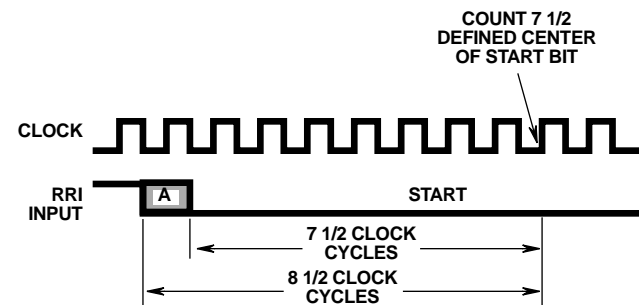 COUNT 7 1/2
DEFINED CENTER
OF START BIT
CLOCK
RRI
INPUT
A
START
7 1/2 CLOCK
CYCLES
8 1/2 CLOCK
CYCLES